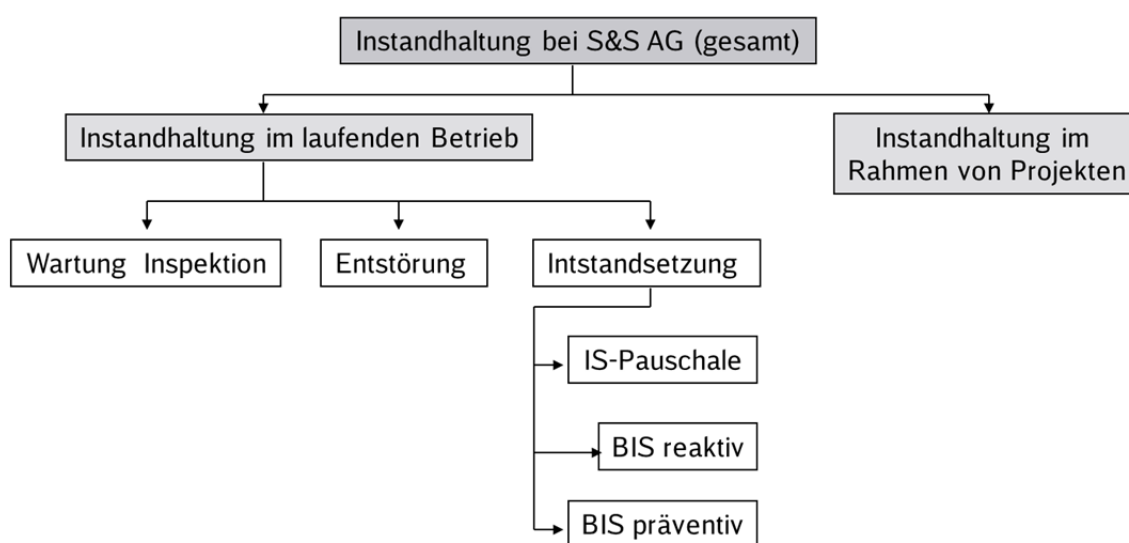 Instandhaltung bei S&S AG (gesamt)
Instandhaltung im laufenden Betrieb
Instandhaltung im
Rahmen von Projekten
Wartung Inspektion
Entstörung
Intstandsetzung
IS-Pauschale
BIS reaktiv
BIS präventiv